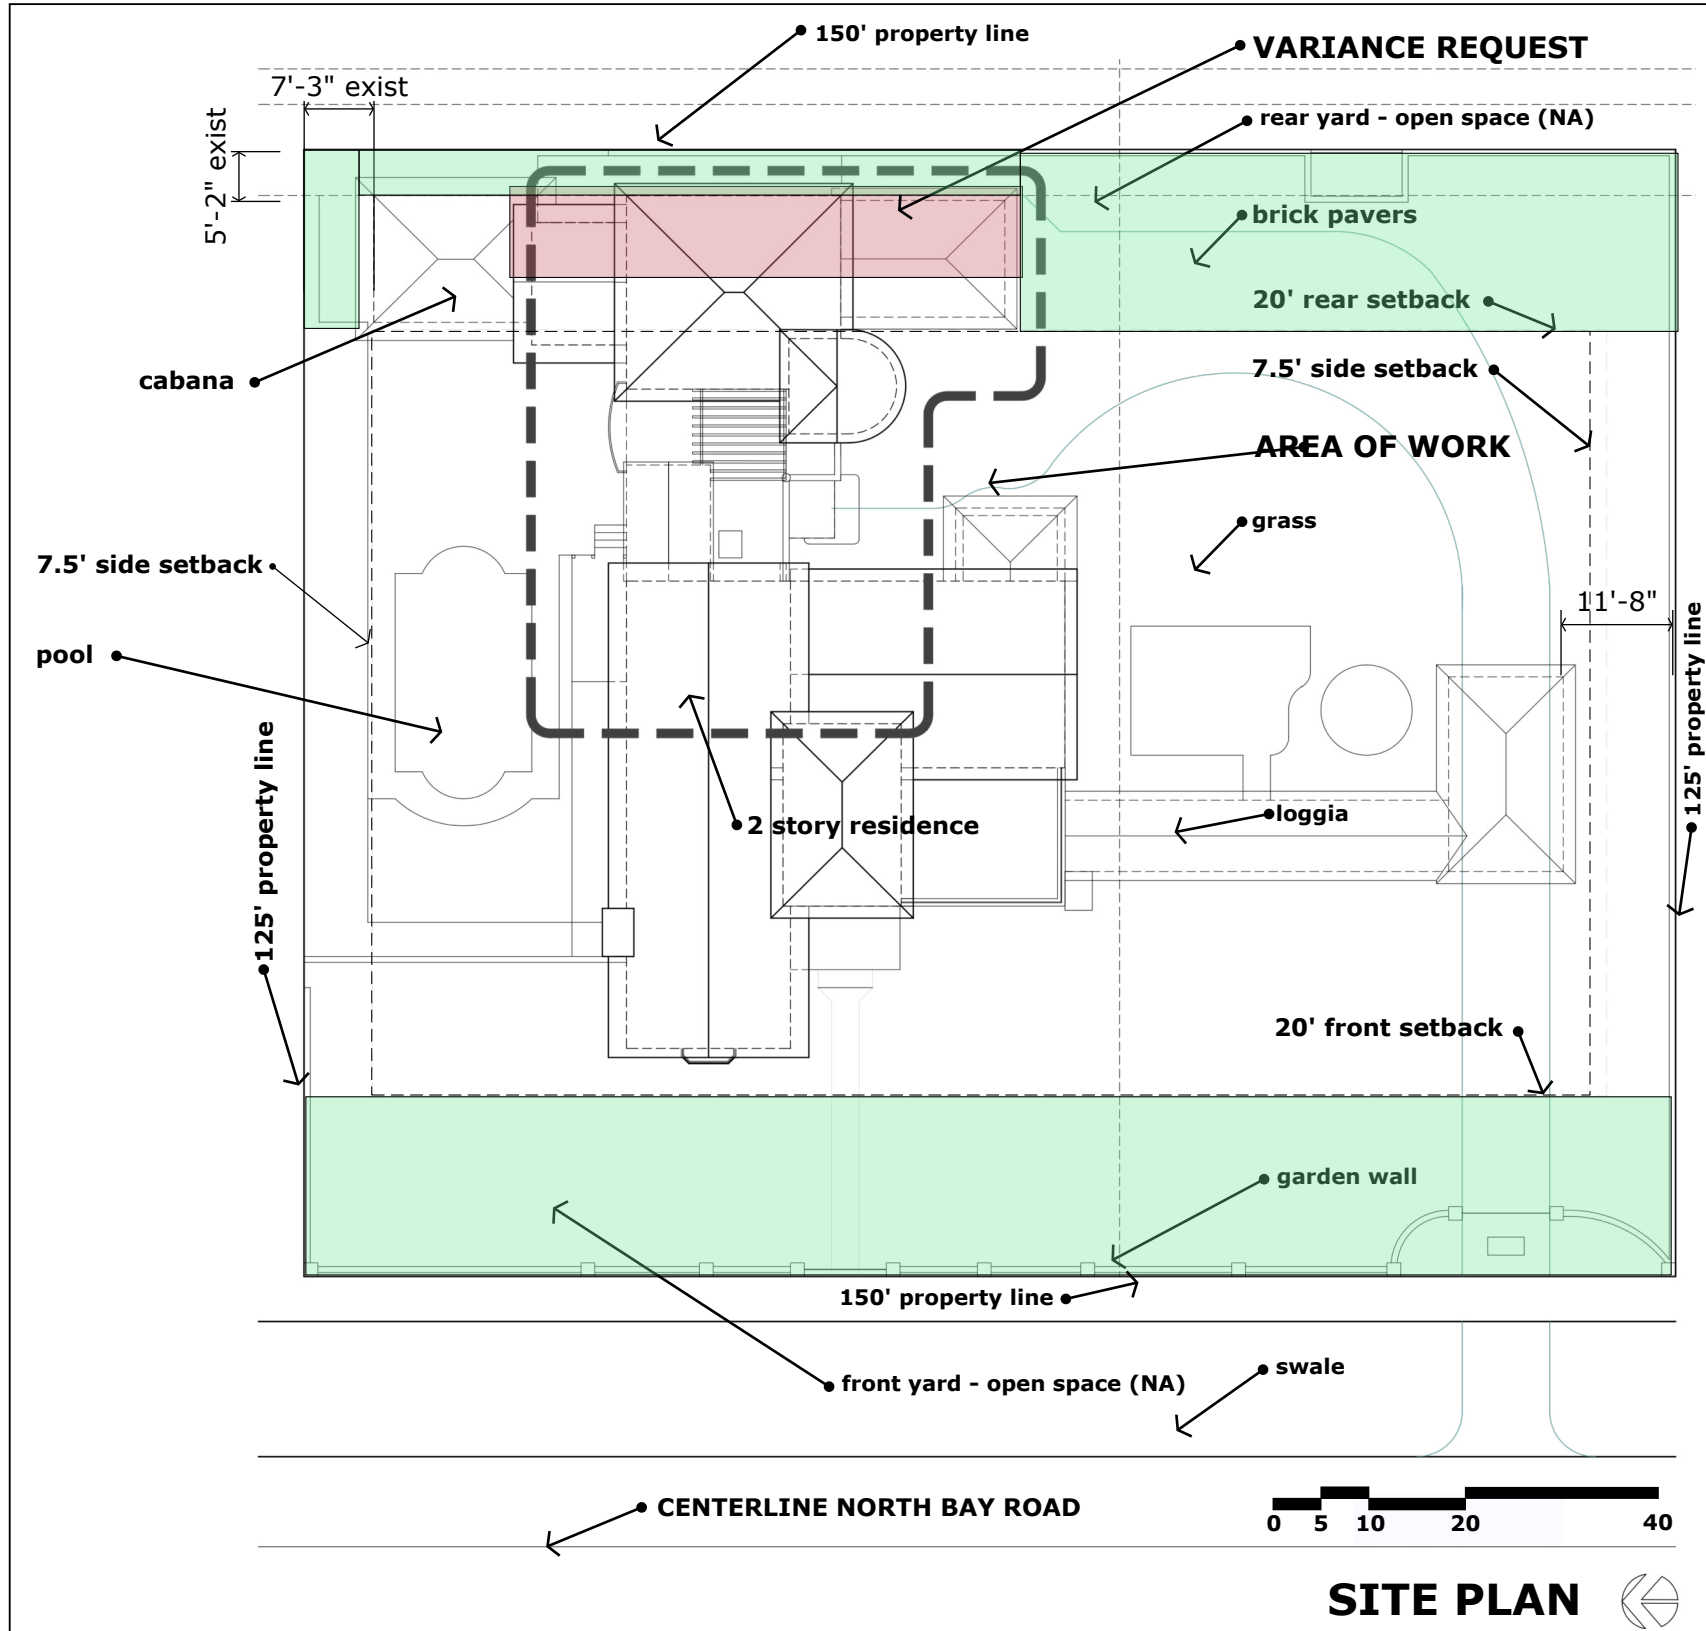 150' property line
VARIANCE REQUEST
7'-3" exist
rear yard - open space (NA)
5'-2" exist
brick pavers
20' rear setback
7.5' side setback
cabana
AREA OF WORK
grass
7.5' side setback
11'-8"
pool
125' property line
125' property line
loggia
2 story residence
20' front setback
garden wall
150' property line
front yard - open space (NA)
swale
CENTERLINE NORTH BAY ROAD
0 5 10 20 40
SITE PLAN